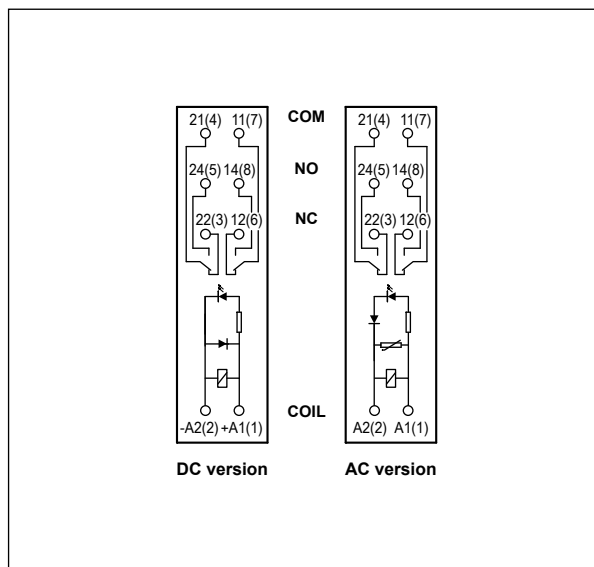 21(4) 11(7) COM 21(4) 11(7)
24(5) 14(8) NO 24(5) 14(8)
22(3) 12(6) NC 22(3) 12(6)
-A2(2) +A1(1) COIL A2(2) A1(1)
DC version AC version